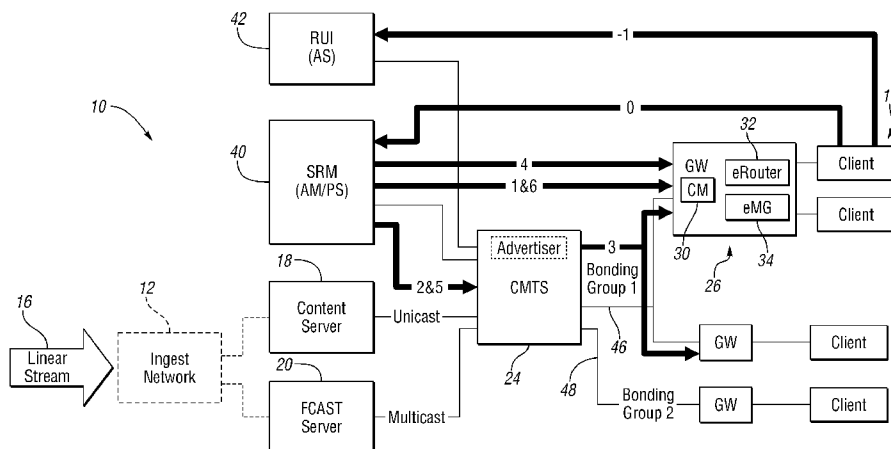 42
RUI
(AS)
-1
10
0
1
40
SRM
(AM/PS)
4
1&6
2&5
GW
CM
30
32
eRouter
eMG
34
26
Client
Client
18
Content
Server
Unicast
Advertiser
CMTS
24
3
Bonding
Group 1
46
16
Linear
Stream
12
Ingest
Network
20
FCAST
Server
Multicast
48
Bonding
Group 2
GW
Client
GW
Client